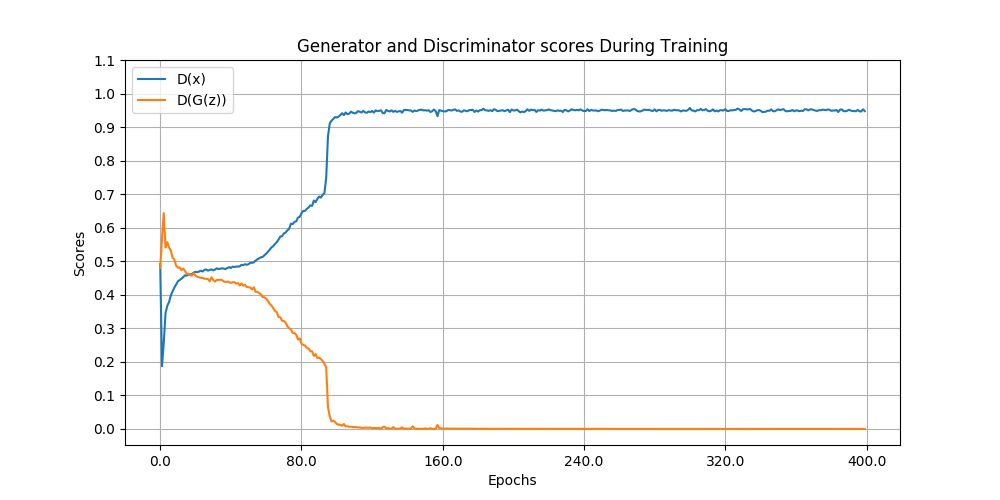 Generator and Discriminator scores During Training
D(x)
D(G(z))
Scores
1.1
1.0
0.9
0.8
0.7
0.6
0.5
0.4
0.3
0.2
0.1
0.0
0.0 80.0 160.0 240.0 320.0 400.0
Epochs